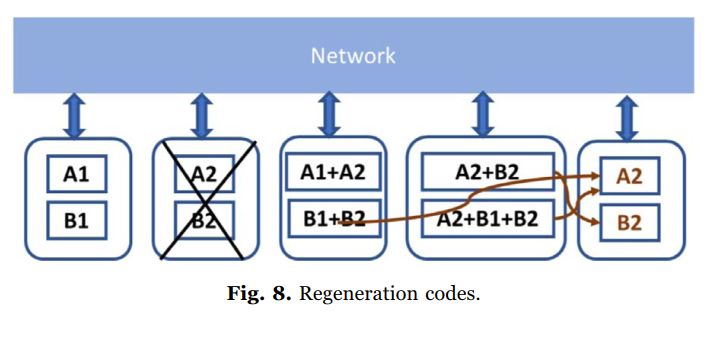 Network
A1 A2 A1+A2 A2+B2 A2
B1 B2 B1+B2 A2+B1+B2 B2
Fig. 8. Regeneration codes.